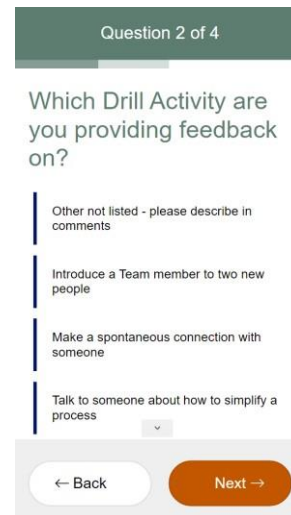 Question 2 of 4
Which Drill Activity are
you providing feedback
on?
Other not listed - please describe in
comments
Introduce a Team member to two new
people
Make a spontaneous connection with
someone
Talk to someone about how to simplify a
process
← Back
Next →